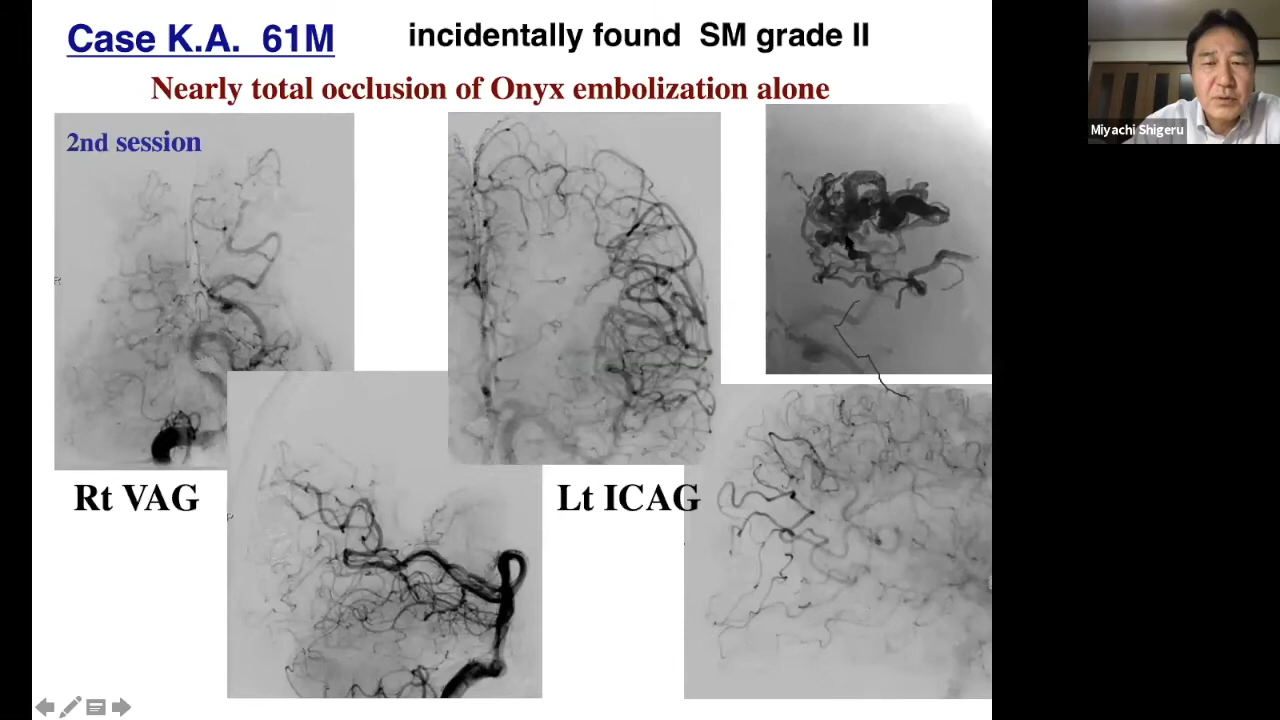 Case K.A. 61M
incidentally found SM grade II
Nearly total occlusion of Onyx embolization alone
2nd session
Rt VAG
Lt ICAG
Miyachi Shigeru